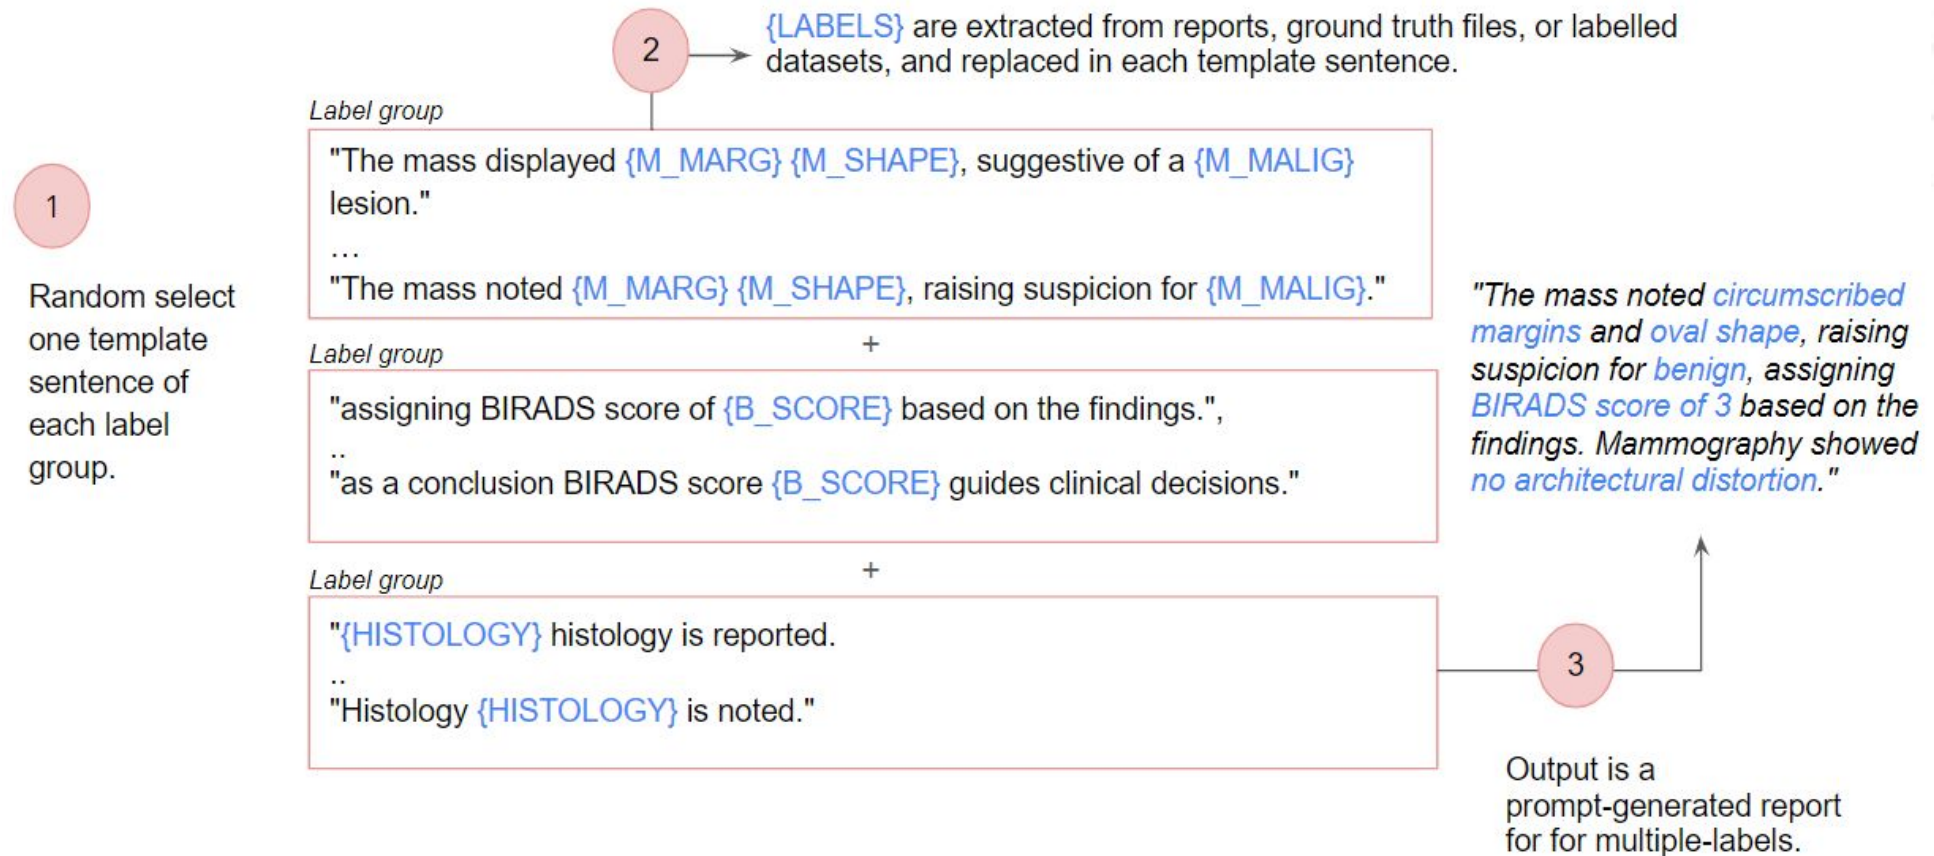 2
{LABELS} are extracted from reports, ground truth files, or labelled
datasets, and replaced in each template sentence.
1
Random select
one template
sentence of
each label
group.
Label group
"The mass displayed {M_MARG} {M_SHAPE}, suggestive of a {M_MALIG}
lesion."
...
"The mass noted {M_MARG} {M_SHAPE}, raising suspicion for {M_MALIG}."
+
Label group
"assigning BIRADS score of {B_SCORE} based on the findings.",
..
"as a conclusion BIRADS score {B_SCORE} guides clinical decisions."
+
Label group
"{HISTOLOGY} histology is reported.
..
"Histology {HISTOLOGY} is noted."
"The mass noted circumscribed
margins and oval shape, raising
suspicion for benign, assigning
BIRADS score of 3 based on the
findings. Mammography showed
no architectural distortion."
3
Output is a
prompt-generated report
for for multiple-labels.